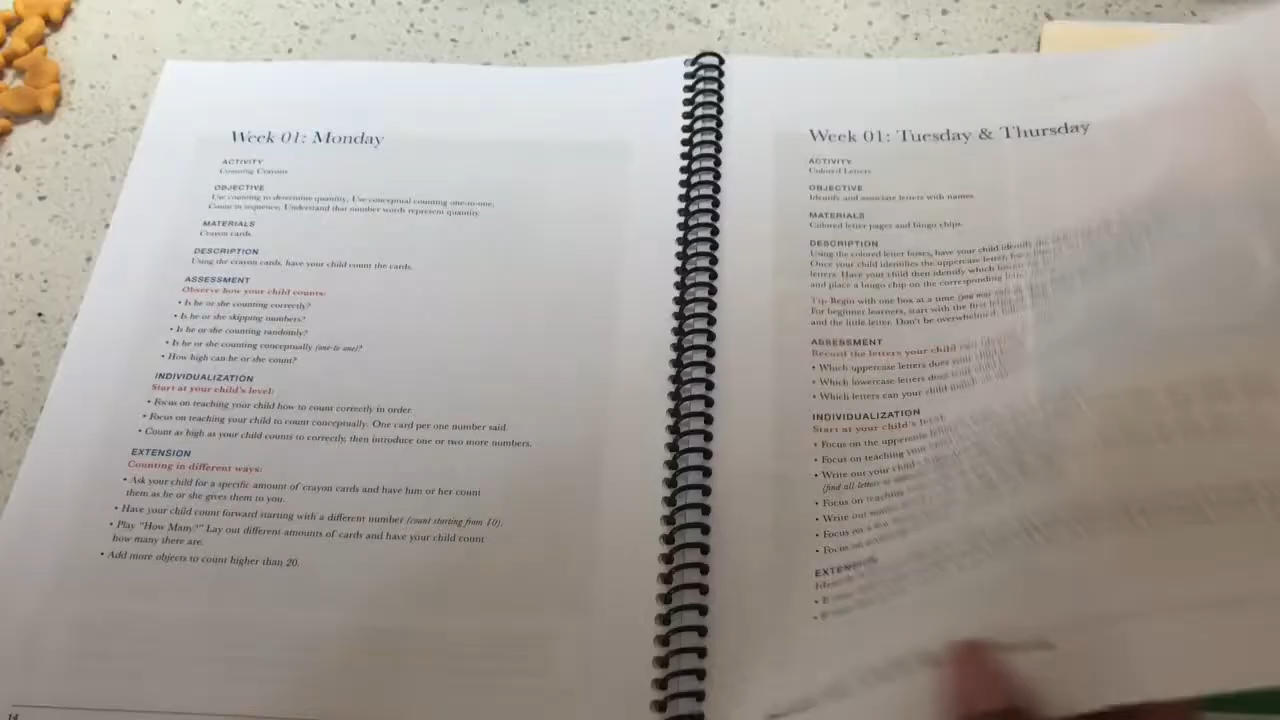 Week 01: Monday
ACTIVITY
Counting Crayons
OBJECTIVE
Use counting to determine quantity, Use conceptual counting one-to-one,
Count in sequence, Understand that number words represent quantity
MATERIALS
Crayon cards
DESCRIPTION
Using the crayon cards, have your child count the cards.
ASSESSMENT
Observe how your child counts:
• Is he or she counting correctly?
• Is he or she skipping numbers?
• Is he or she counting randomly?
• Is he or she counting conceptually (one-to one)?
• How high can he or she count?
INDIVIDUALIZATION
Start at your child's level:
• Focus on teaching your child how to count correctly in order.
• Focus on teaching your child to count conceptually. One card per one number said.
• Count as high as your child counts to correctly, then introduce one or two more numbers.
EXTENSION
Counting in different ways:
• Ask your child for a specific amount of crayon cards and have him or her count
them as he or she gives them to you.
• Have your child count forward starting with a different number (count starting from 10).
• Play "How Many?" Lay out different amounts of cards and have your child count
how many there are.
• Add more objects to count higher than 20.
14
Week 01: Tuesday & Thursday
ACTIVITY
Colored Letters
OBJECTIVE
Identify and associate letters with names
MATERIALS
Colored letter pages and bingo chips.
DESCRIPTION
Using the colored letter boxes, have your child identify the
Once your child identifies the uppercase letter
letters. Have your child then identify which
and place a bingo chip on the corresponding
Tip-Begin with one box at a time (you may
For beginner learners, start with the first
and the little letter. Don't be overwhelmed
ASSESSMENT
Record the letters your child can
• Which uppercase letters does your child
• Which lowercase letters does your child
• Which letters can your child
INDIVIDUALIZATION
Start at your child's level:
• Focus on the uppercase
• Focus on teaching your
• Write out your child's
(find all letters
• Focus on teaching
• Write out
• Focus on a
• Focus on
EXTENSION